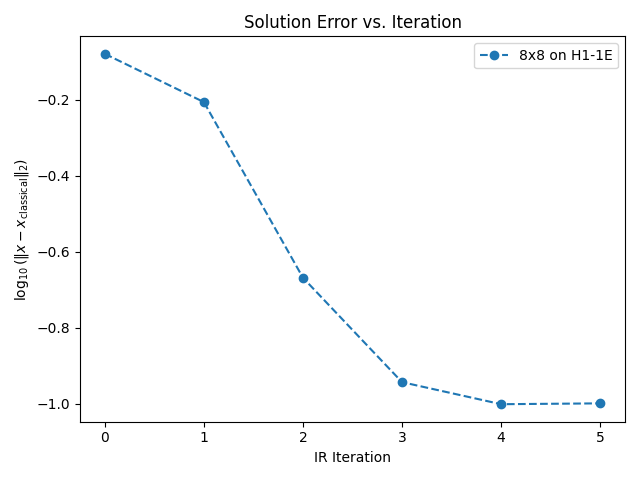 Solution Error vs. Iteration
8x8 on H1-1E
log₁₀ (‖x − x_classical‖₂)
−0.2
−0.4
−0.6
−0.8
−1.0
0 1 2 3 4 5
IR Iteration